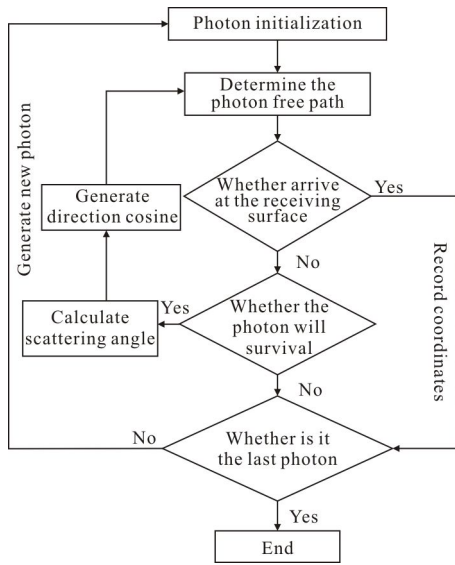 Photon initialization
Determine the
photon free path
Whether arrive
at the receiving
surface
Yes
Generate
direction cosine
Generate new photon
No
Record coordinates
Calculate
scattering angle
Yes
Whether the
photon will
survival
No
No
Whether is it
the last photon
Yes
End